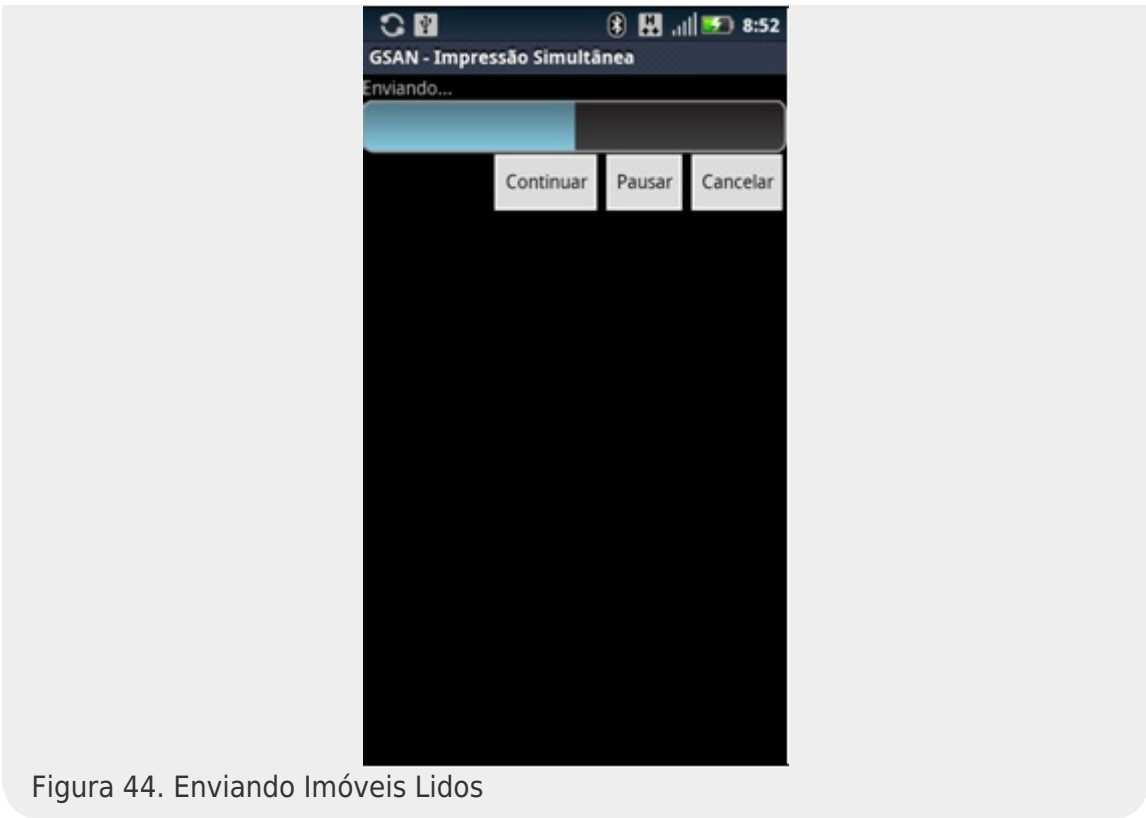 8:52
GSAN - Impressão Simultânea
Enviando...
Continuar Pausar Cancelar
Figura 44. Enviando Imóveis Lidos